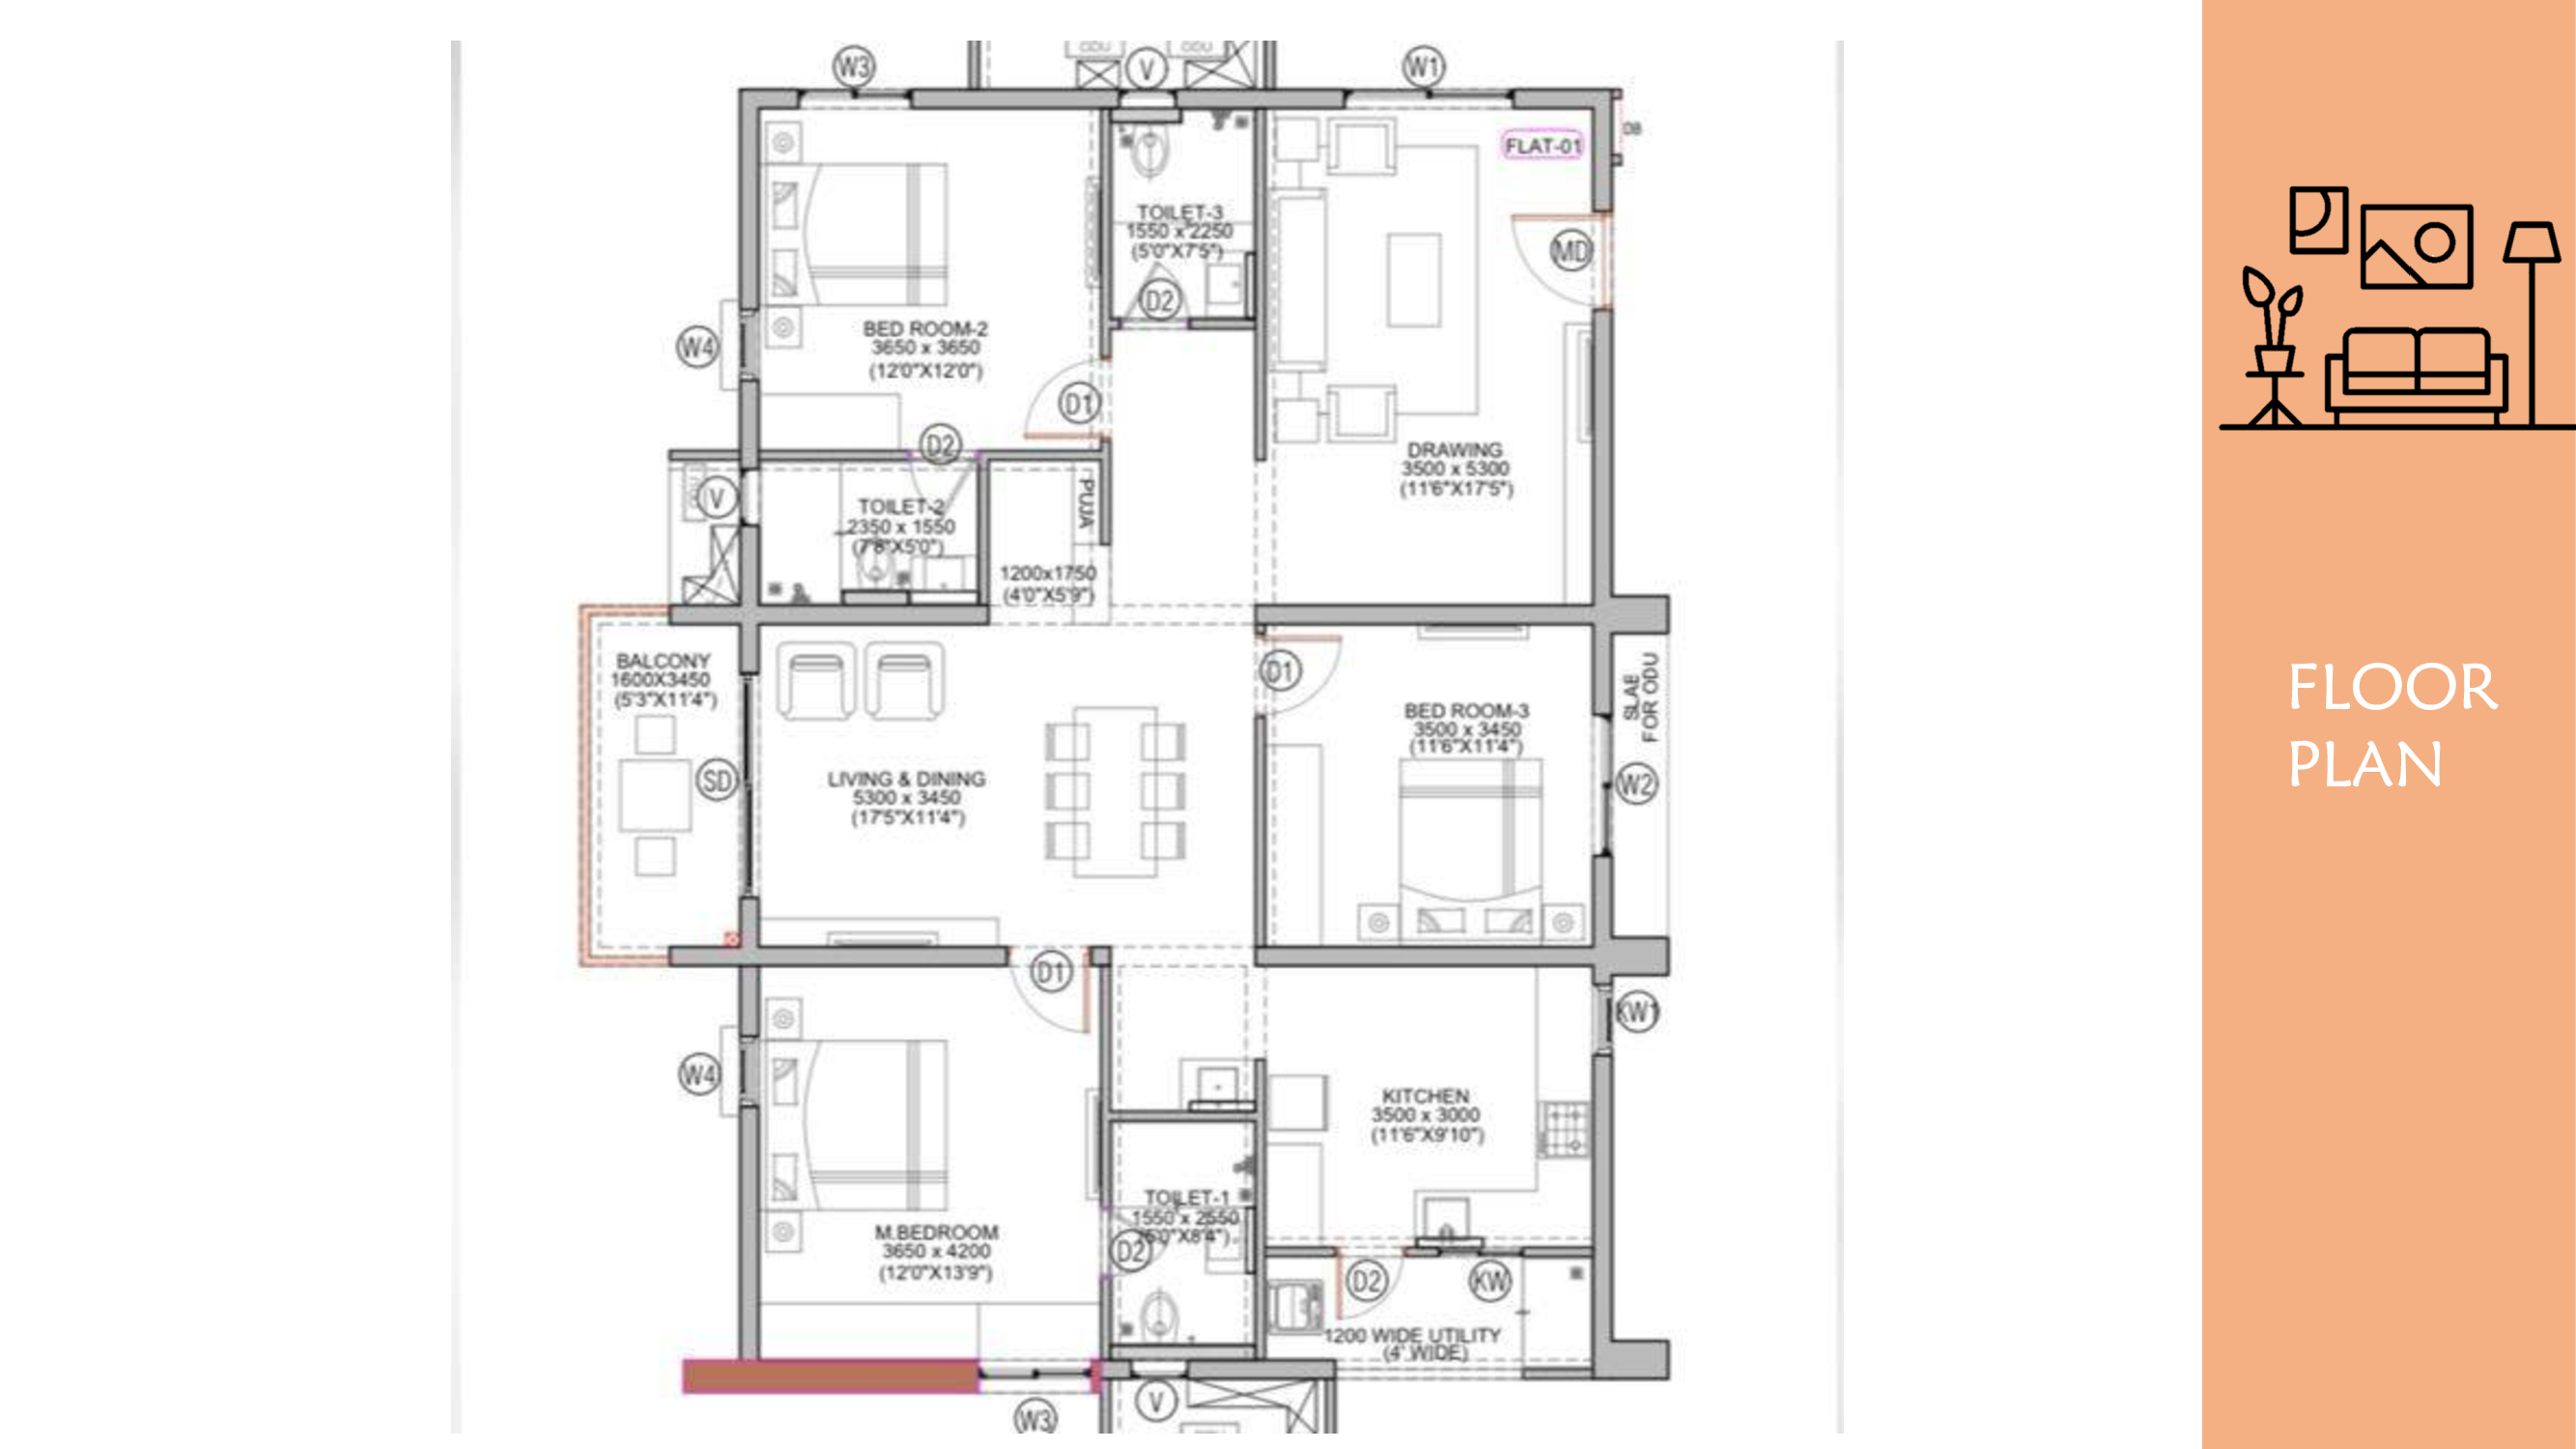 ODU
ODU
W3
V
W1
DB
FLAT-01
MD
TOILET-3
1550 x 2250
(5'0"X7'5")
D2
W4
BED ROOM-2
3650 x 3650
(12'0"X12'0")
D1
D2
DRAWING
3500 x 5300
(11'6"X17'5")
ODU
V
TOILET-2
2350 x 1550
(7'8"X5'0")
PUJA
1200x1750
(4'0"X5'9")
BALCONY
1600X3450
(5'3"X11'4")
SD
LIVING & DINING
5300 x 3450
(17'5"X11'4")
D1
BED ROOM-3
3500 x 3450
(11'6"X11'4")
SLAB
FOR ODU
W2
D1
KW1
W4
KITCHEN
3500 x 3000
(11'6"X9'10")
TOILET-1
1550 x 2550
(5'0"X8'4")
D2
M.BEDROOM
3650 x 4200
(12'0"X13'9")
D2
KW
1200 WIDE UTILITY
(4' WIDE)
W3
V
FLOOR
PLAN